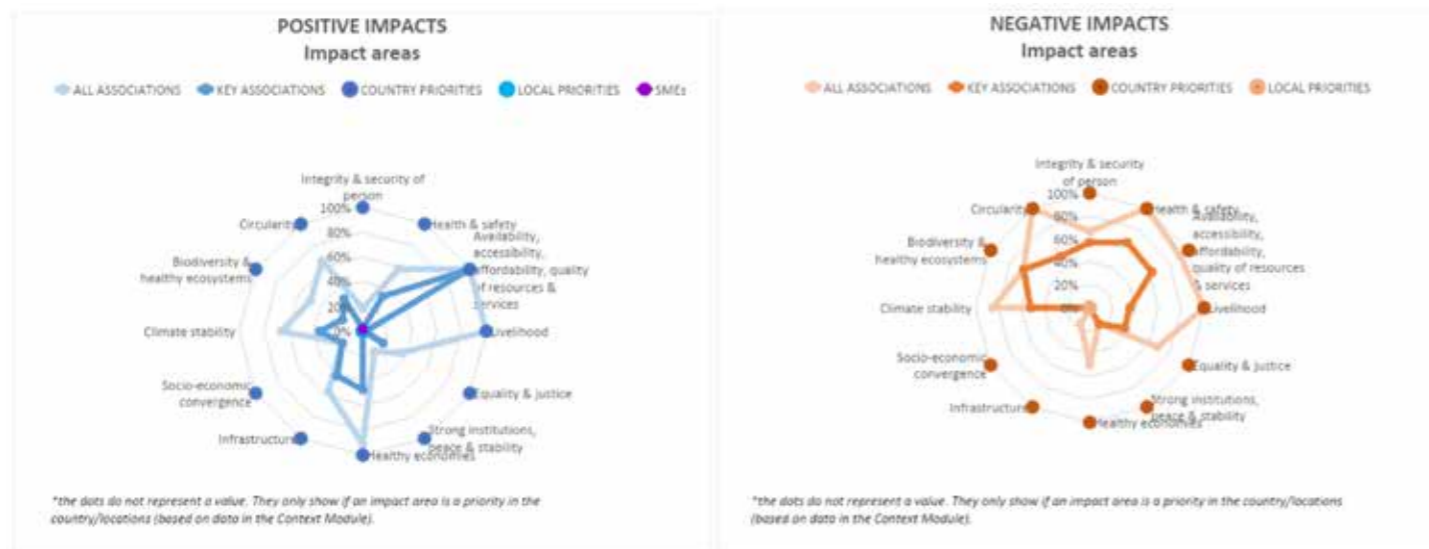 POSITIVE IMPACTS
Impact areas
ALL ASSOCIATIONS KEY ASSOCIATIONS COUNTRY PRIORITIES LOCAL PRIORITIES SMEs
Integrity & security of
person
100%
80%
60%
40%
20%
0%
Health & safety
Availability,
accessibility,
affordability, quality
of resources &
services
Livelihood
Equality & justice
Strong institutions,
peace & stability
Healthy economies
Infrastructure
Socio-economic
convergence
Climate stability
Biodiversity &
healthy ecosystems
Circularity
*the dots do not represent a value. They only show if an impact area is a priority in the
country/locations (based on data in the Context Module).
NEGATIVE IMPACTS
Impact areas
ALL ASSOCIATIONS KEY ASSOCIATIONS COUNTRY PRIORITIES LOCAL PRIORITIES
Integrity & security
of person
100%
80%
60%
40%
20%
0%
Health & safety
Availability,
accessibility,
affordability,
quality of resources
& services
Livelihood
Equality & justice
Strong institutions,
peace & stability
Healthy economies
Infrastructure
Socio-economic
convergence
Climate stability
Biodiversity &
healthy ecosystems
Circularity
*the dots do not represent a value. They only show if an impact area is a priority in the country/locations
(based on data in the Context Module).